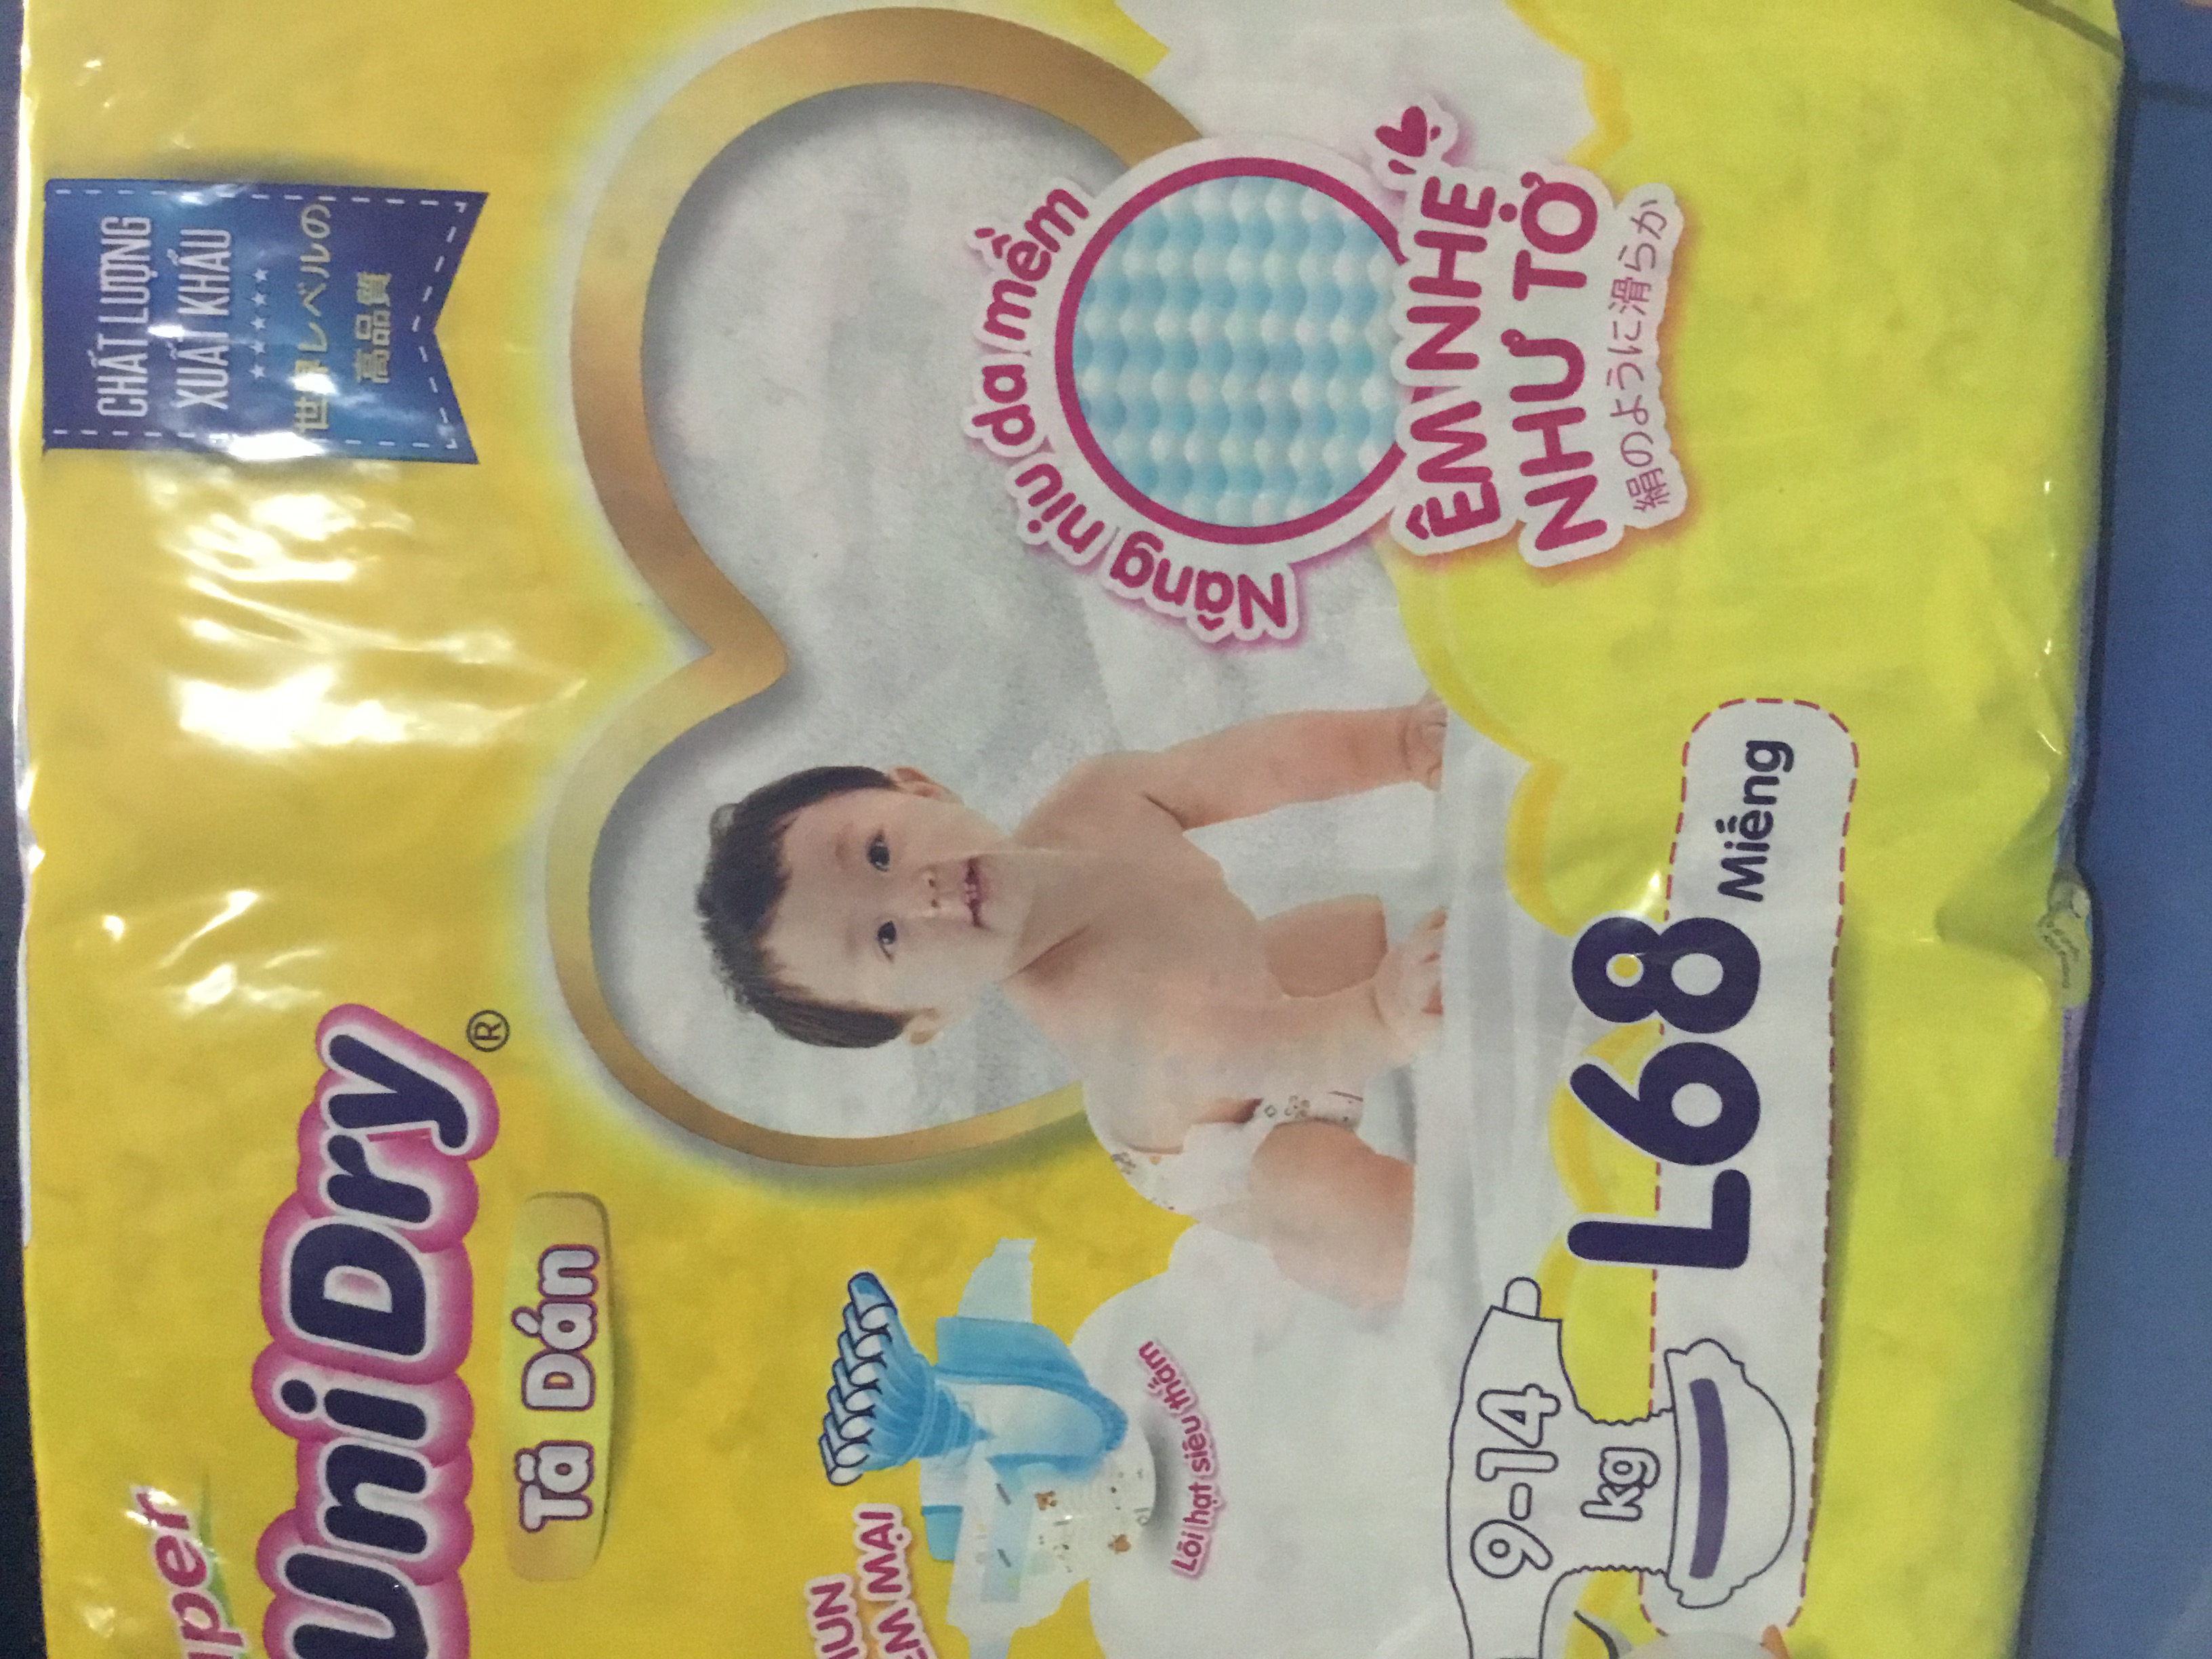 UniDry®
Tã Dán
CHẤT LƯỢNG
XUẤT KHẨU
世界レベルの
高品質
MẠI
Lõi hạt siêu thấm
Nâng niu da mềm
ÊM NHẸ
NHƯ TƠ
絹のように滑らか
9-14
kg
L68 Miếng